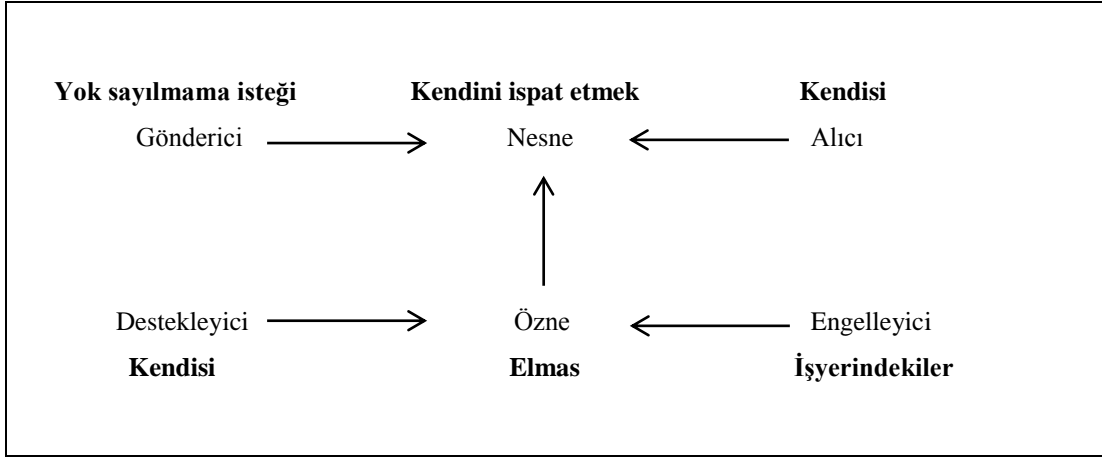 Yok sayılmama isteği Kendini ispat etmek Kendisi
Gönderici Nesne Alıcı
Destekleyici Özne Engelleyici
Kendisi Elmas İşyerindekiler